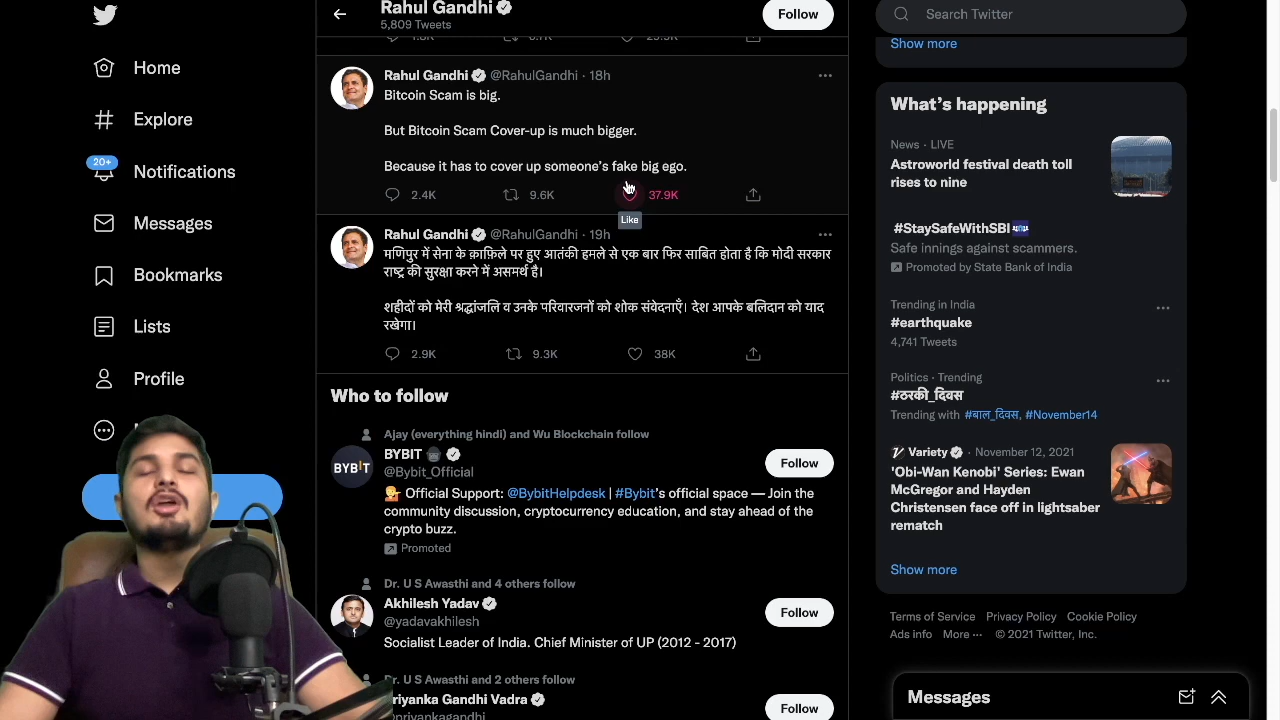 Home
Explore
20+
Notifications
Messages
Bookmarks
Lists
Profile
Rahul Gandhi
5,809 Tweets
Follow
Rahul Gandhi @RahulGandhi · 18h
Bitcoin Scam is big.
But Bitcoin Scam Cover-up is much bigger.
Because it has to cover up someone's fake big ego.
2.4K 9.6K 37.9K
Like
Rahul Gandhi @RahulGandhi · 19h
मणिपुर में सेना के क़ाफ़िले पर हुए आतंकी हमले से एक बार फिर साबित होता है कि मोदी सरकार
राष्ट्र की सुरक्षा करने में असमर्थ है।
शहीदों को मेरी श्रद्धांजलि व उनके परिवारजनों को शोक संवेदनाएँ। देश आपके बलिदान को याद
रखेगा।
2.9K 9.3K 38K
Who to follow
Ajay (everything hindi) and Wu Blockchain follow
BYBIT
BYBIT
@Bybit_Official
Follow
Official Support: @BybitHelpdesk | #Bybit's official space — Join the
community discussion, cryptocurrency education, and stay ahead of the
crypto buzz.
Promoted
Dr. U S Awasthi and 4 others follow
Akhilesh Yadav
@yadavakhilesh
Follow
Socialist Leader of India. Chief Minister of UP (2012 - 2017)
Dr. U S Awasthi and 2 others follow
Priyanka Gandhi Vadra
@priyankagandhi
Follow
Search Twitter
Show more
What's happening
News · LIVE
Astroworld festival death toll
rises to nine
#StaySafeWithSBI
Safe innings against scammers.
Promoted by State Bank of India
Trending in India
#earthquake
4,741 Tweets
Politics · Trending
#ठरकी_दिवस
Trending with #बाल_दिवस, #November14
Variety · November 12, 2021
'Obi-Wan Kenobi' Series: Ewan
McGregor and Hayden
Christensen face off in lightsaber
rematch
Show more
Terms of Service Privacy Policy Cookie Policy
Ads info More ··· © 2021 Twitter, Inc.
Messages